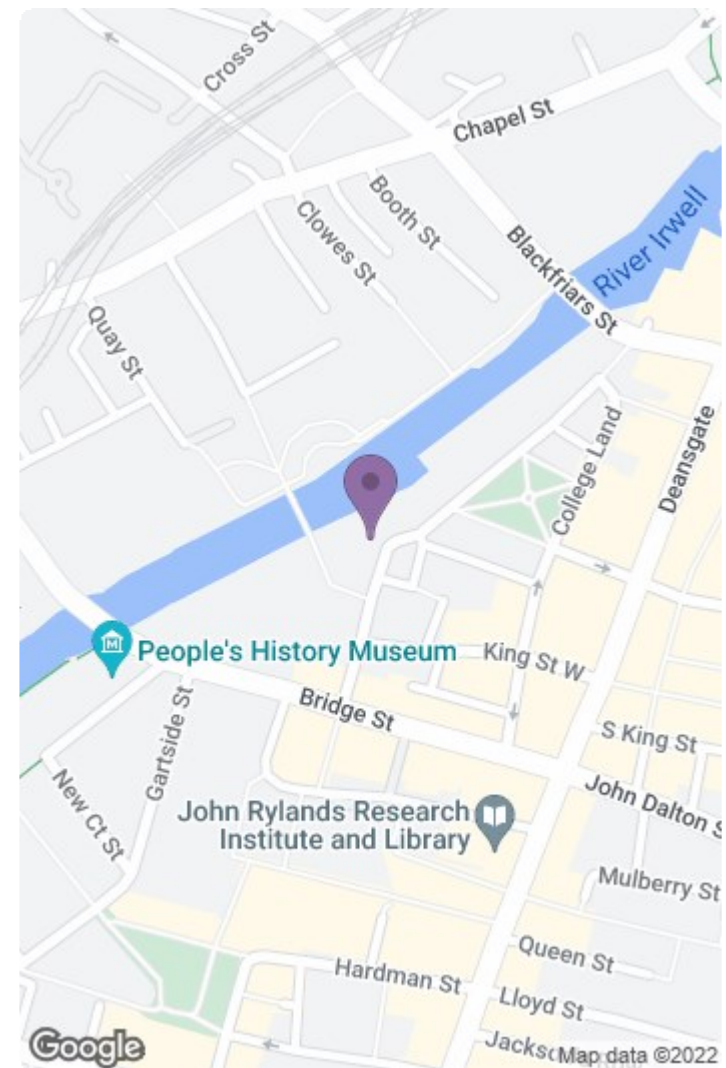 Cross St
Chapel St
Booth St
Clowes St
River Irwell
Blackfriars St
Quay St
College Land
Deansgate
People's History Museum
King St W
Bridge St
S King St
Gartside St
New Ct St
John Dalton S
John Rylands Research
Institute and Library
Mulberry St
Queen St
Hardman St
Lloyd St
Google
Map data ©2022